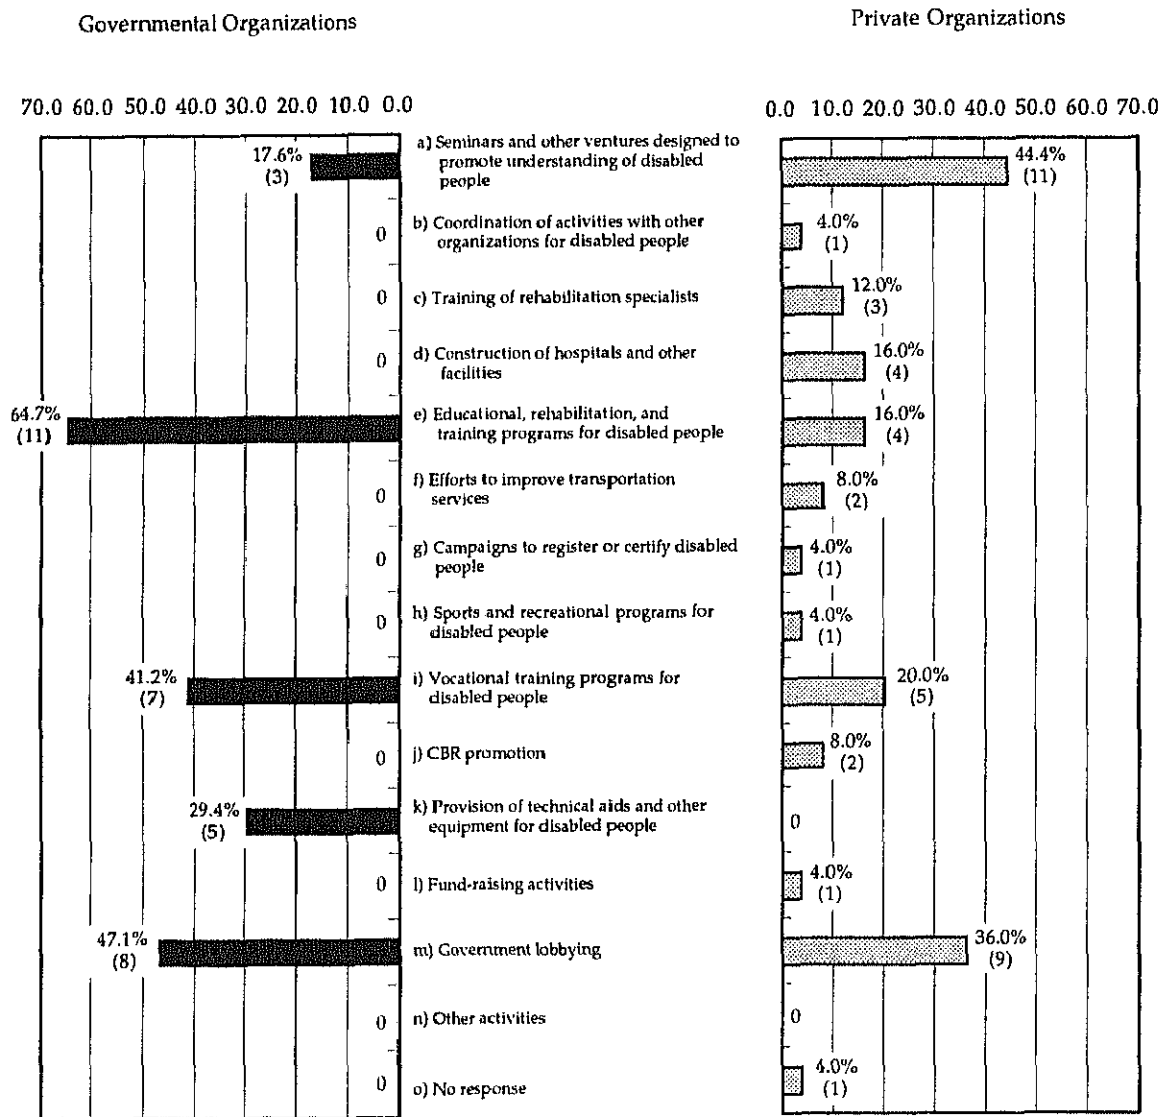 Governmental Organizations
Private Organizations
70.0 60.0 50.0 40.0 30.0 20.0 10.0 0.0
0.0 10.0 20.0 30.0 40.0 50.0 60.0 70.0
17.6%
(3)
a) Seminars and other ventures designed to
promote understanding of disabled
people
44.4%
(11)
0
b) Coordination of activities with other
organizations for disabled people
4.0%
(1)
0
c) Training of rehabilitation specialists
12.0%
(3)
0
d) Construction of hospitals and other
facilities
16.0%
(4)
64.7%
(11)
e) Educational, rehabilitation, and
training programs for disabled people
16.0%
(4)
0
f) Efforts to improve transportation
services
8.0%
(2)
0
g) Campaigns to register or certify disabled
people
4.0%
(1)
0
h) Sports and recreational programs for
disabled people
4.0%
(1)
41.2%
(7)
i) Vocational training programs for
disabled people
20.0%
(5)
0
j) CBR promotion
8.0%
(2)
29.4%
(5)
k) Provision of technical aids and other
equipment for disabled people
0
0
l) Fund-raising activities
4.0%
(1)
47.1%
(8)
m) Government lobbying
36.0%
(9)
0
n) Other activities
0
0
o) No response
4.0%
(1)